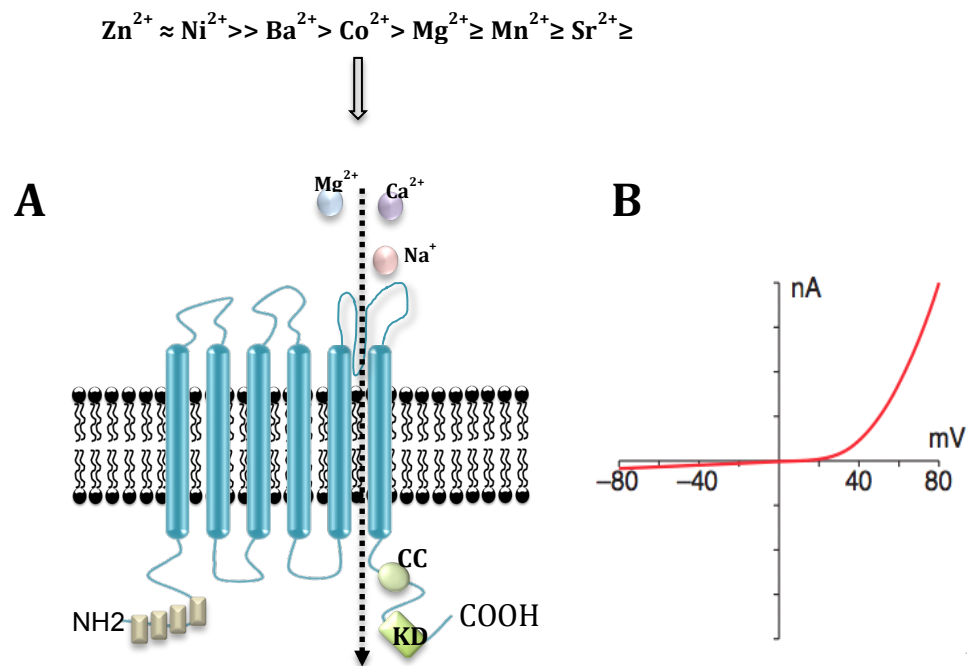 Zn²⁺ ≈ Ni²⁺ >> Ba²⁺ > Co²⁺ > Mg²⁺ ≥ Mn²⁺ ≥ Sr²⁺ ≥
A
B
Mg²⁺
Ca²⁺
Na⁺
nA
mV
−80
−40
40
80
CC
NH2
KD
COOH